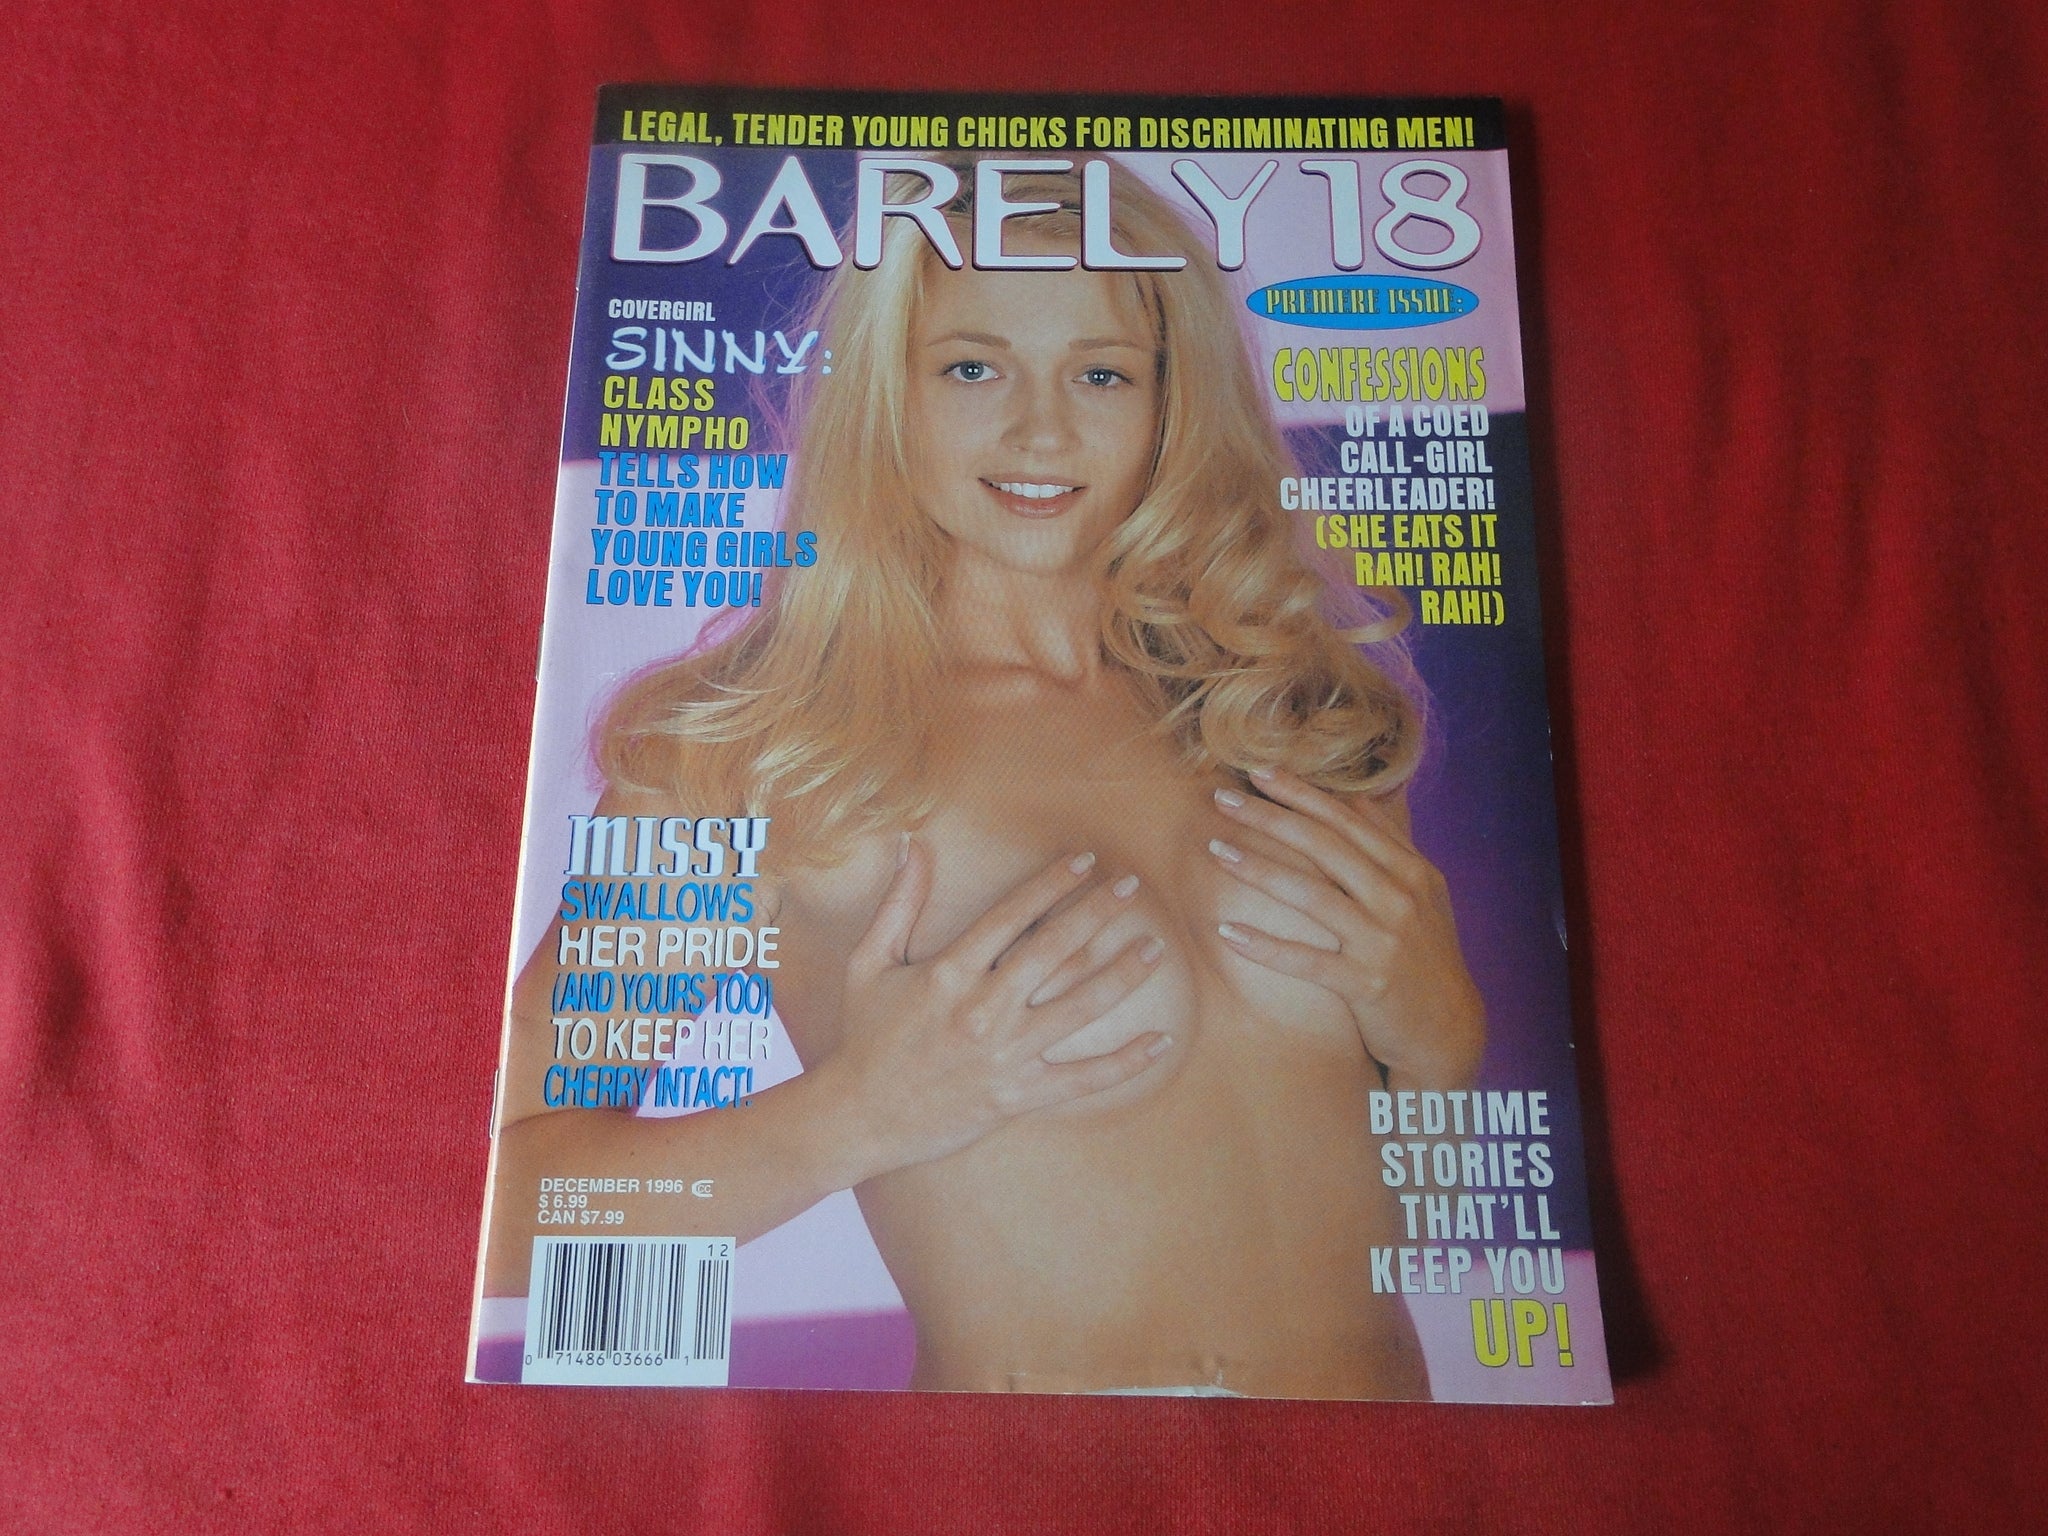 LEGAL, TENDER YOUNG CHICKS FOR DISCRIMINATING MEN!
BARELY 18
PREMIERE ISSUE:
COVERGIRL
SINNY:
CLASS
NYMPHO
TELLS HOW
TO MAKE
YOUNG GIRLS
LOVE YOU!
CONFESSIONS
OF A COED
CALL-GIRL
CHEERLEADER!
(SHE EATS IT
RAH! RAH!
RAH!)
MISSY
SWALLOWS
HER PRIDE
(AND YOURS TOO)
TO KEEP HER
CHERRY INTACT!
BEDTIME
STORIES
THAT'LL
KEEP YOU
UP!
DECEMBER 1996 CC
$ 6.99
CAN $7.99
12
0 71486 03666 1